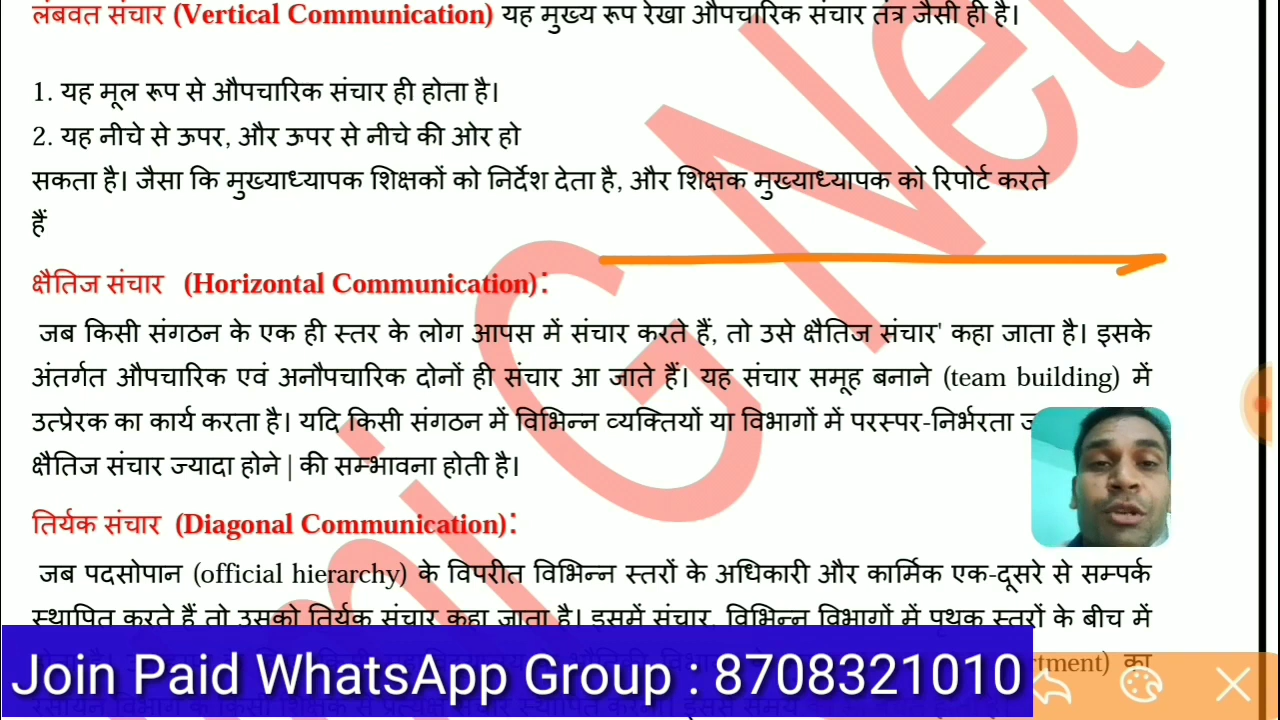 लंबवत संचार (Vertical Communication) यह मुख्य रूप रेखा औपचारिक संचार तंत्र जैसी ही है।
1. यह मूल रूप से औपचारिक संचार ही होता है।
2. यह नीचे से ऊपर, और ऊपर से नीचे की ओर हो
सकता है। जैसा कि मुख्याध्यापक शिक्षकों को निर्देश देता है, और शिक्षक मुख्याध्यापक को रिपोर्ट करते
हैं
क्षैतिज संचार (Horizontal Communication):
जब किसी संगठन के एक ही स्तर के लोग आपस में संचार करते हैं, तो उसे क्षैतिज संचार' कहा जाता है। इसके
अंतर्गत औपचारिक एवं अनौपचारिक दोनों ही संचार आ जाते हैं। यह संचार समूह बनाने (team building) में
उत्प्रेरक का कार्य करता है। यदि किसी संगठन में विभिन्न व्यक्तियों या विभागों में परस्पर-निर्भरता
क्षैतिज संचार ज्यादा होने | की सम्भावना होती है।
तिर्यक संचार (Diagonal Communication):
जब पदसोपान (official hierarchy) के विपरीत विभिन्न स्तरों के अधिकारी और कार्मिक एक-दूसरे से सम्पर्क
स्थापित करते हैं तो उसको तिर्यक संचार कहा जाता है। इसमें संचार, विभिन्न विभागों में पृथक स्तरों के बीच में
का
Join Paid WhatsApp Group : 8708321010